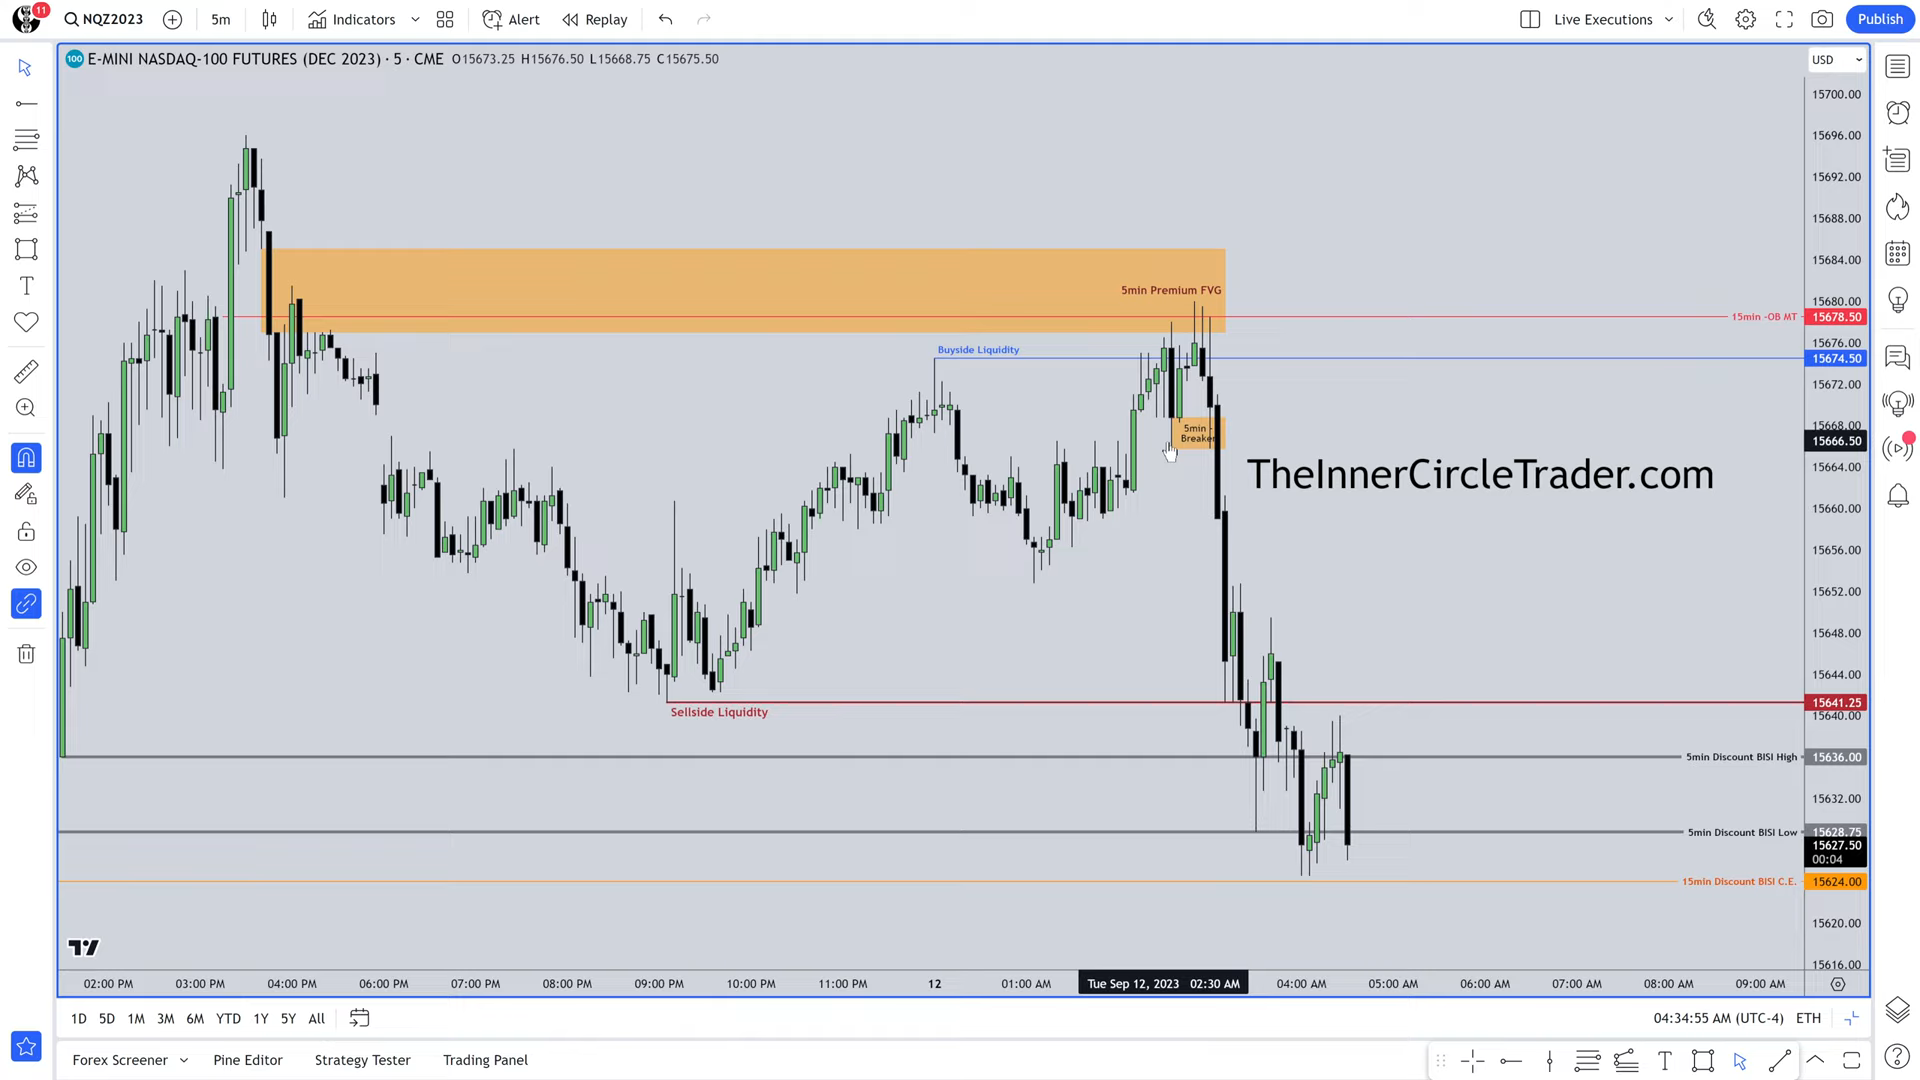 11
NQZ2023
5m
Indicators
Alert
Replay
Live Executions
Publish
100
E-MINI NASDAQ-100 FUTURES (DEC 2023) · 5 · CME O15673.25 H15676.50 L15668.75 C15675.50
USD
15700.00
15696.00
15692.00
15688.00
15684.00
5min Premium FVG
15680.00
15min -OB MT
15678.50
15676.00
Buyside Liquidity
15674.50
15672.00
15668.00
5min -
Breaker
15666.50
15664.00
TheInnerCircleTrader.com
15660.00
15656.00
15652.00
15648.00
15644.00
15641.25
Sellside Liquidity
15640.00
5min Discount BISI High
15636.00
15632.00
5min Discount BISI Low
15628.75
15627.50
00:04
15min Discount BISI C.E.
15624.00
15620.00
15616.00
02:00 PM 03:00 PM 04:00 PM 06:00 PM 07:00 PM 08:00 PM 09:00 PM 10:00 PM 11:00 PM 12 01:00 AM Tue Sep 12, 2023 02:30 AM 04:00 AM 05:00 AM 06:00 AM 07:00 AM 08:00 AM 09:00 AM
1D 5D 1M 3M 6M YTD 1Y 5Y All
04:34:55 AM (UTC-4) ETH
Forex Screener Pine Editor Strategy Tester Trading Panel